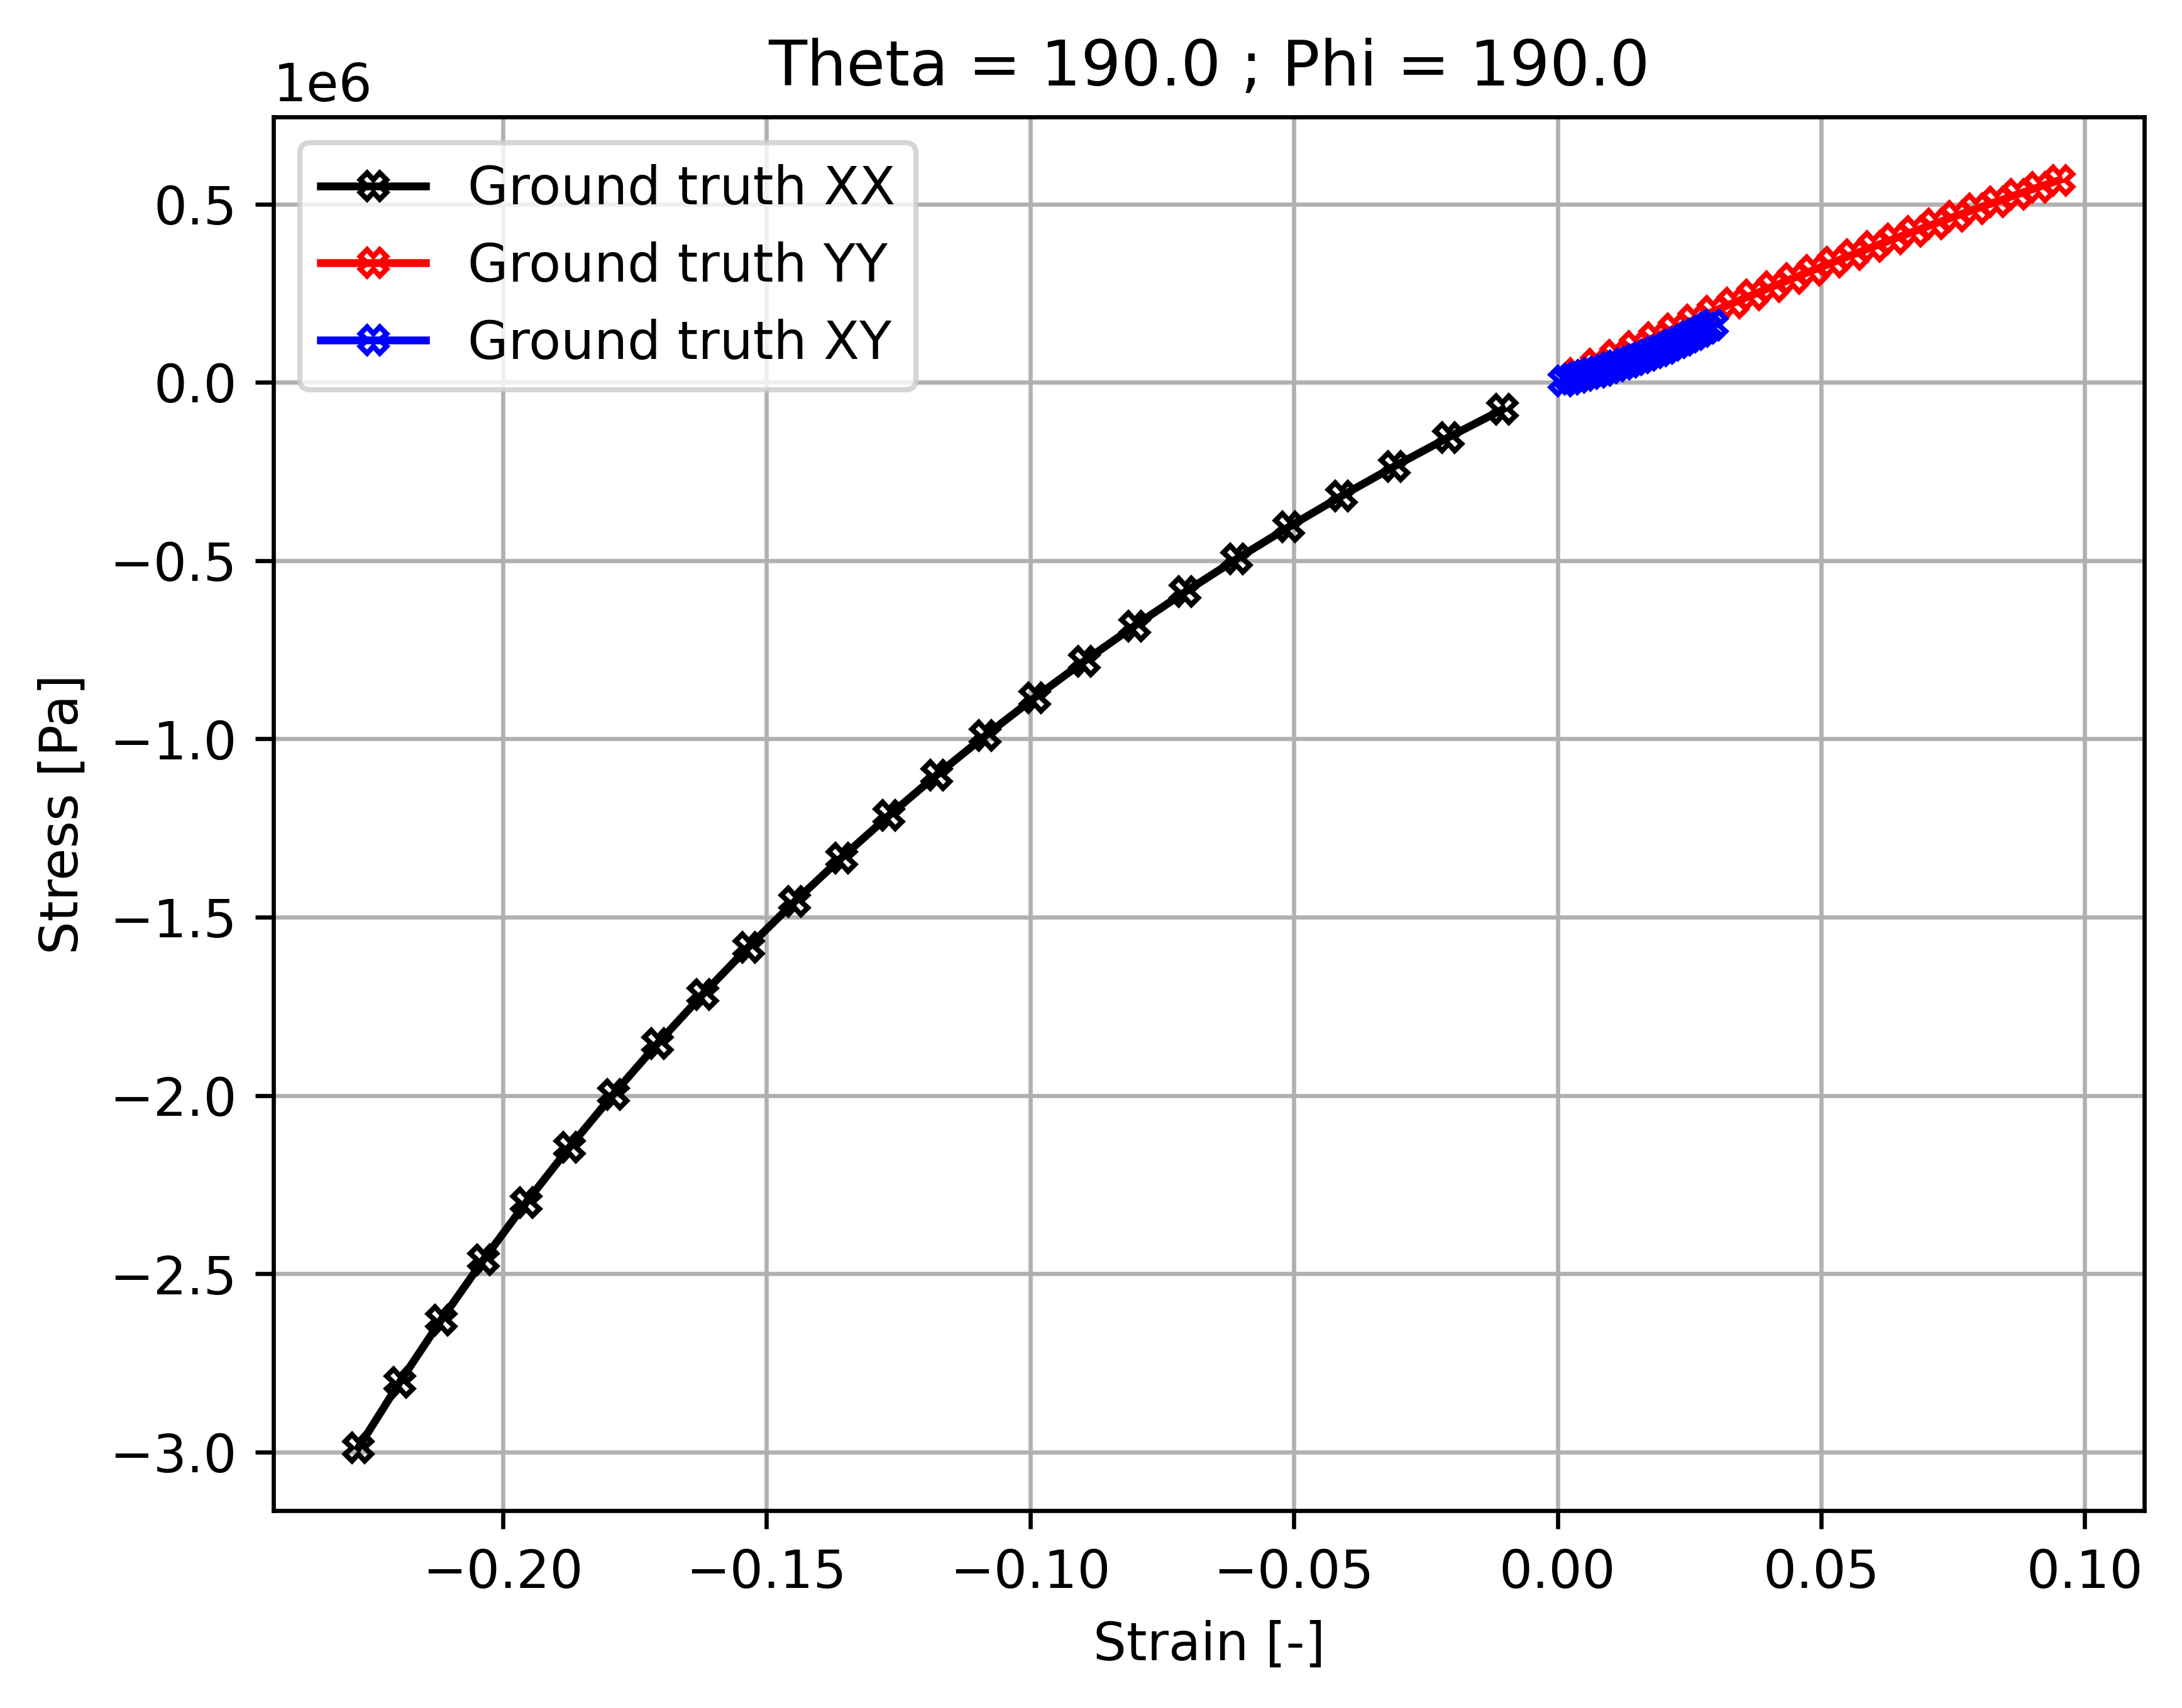 Theta = 190.0 ; Phi = 190.0
1e6
Ground truth XX
Ground truth YY
Ground truth XY
0.5
0.0
−0.5
−1.0
−1.5
−2.0
−2.5
−3.0
Stress [Pa]
−0.20 −0.15 −0.10 −0.05 0.00 0.05 0.10
Strain [-]